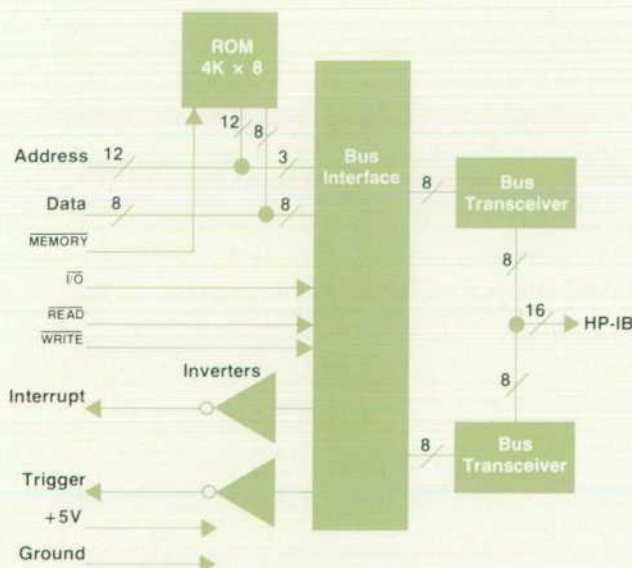 ROM
4K × 8
12
8
Address
12
3
Bus
Interface
8
Bus
Transceiver
Data
8
8
MEMORY
8
I/O
16
HP-IB
READ
WRITE
Inverters
8
Interrupt
8
Bus
Transceiver
Trigger
+5V
Ground